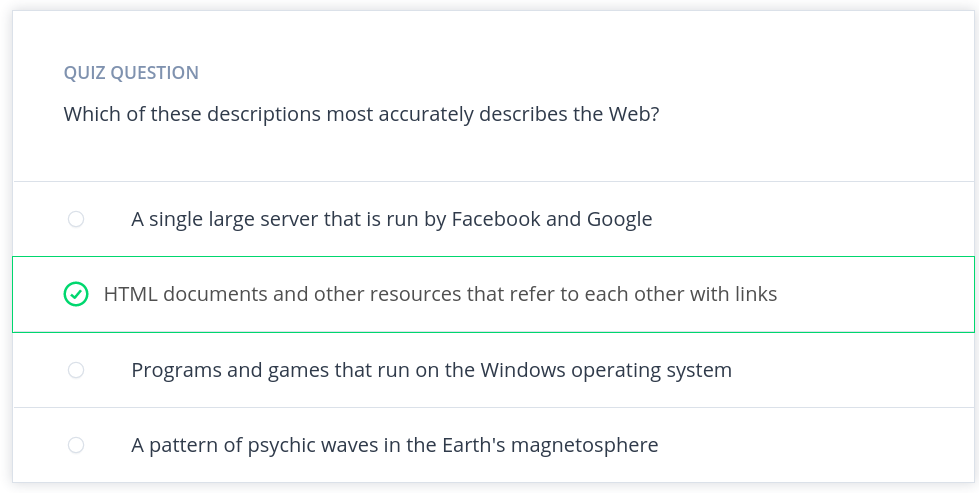 QUIZ QUESTION
Which of these descriptions most accurately describes the Web?
A single large server that is run by Facebook and Google
HTML documents and other resources that refer to each other with links
Programs and games that run on the Windows operating system
A pattern of psychic waves in the Earth's magnetosphere